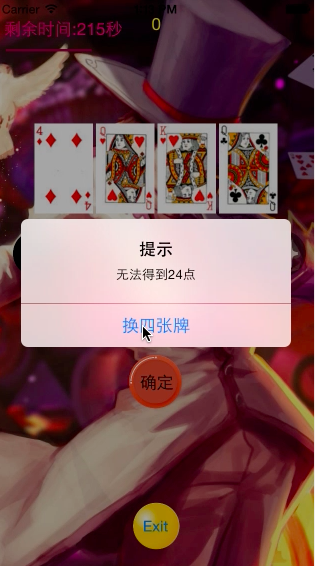 Carrier PM
0
剩余时间:215秒
4 Q K Q
提示
无法得到24点
换四张牌
确定
Exit